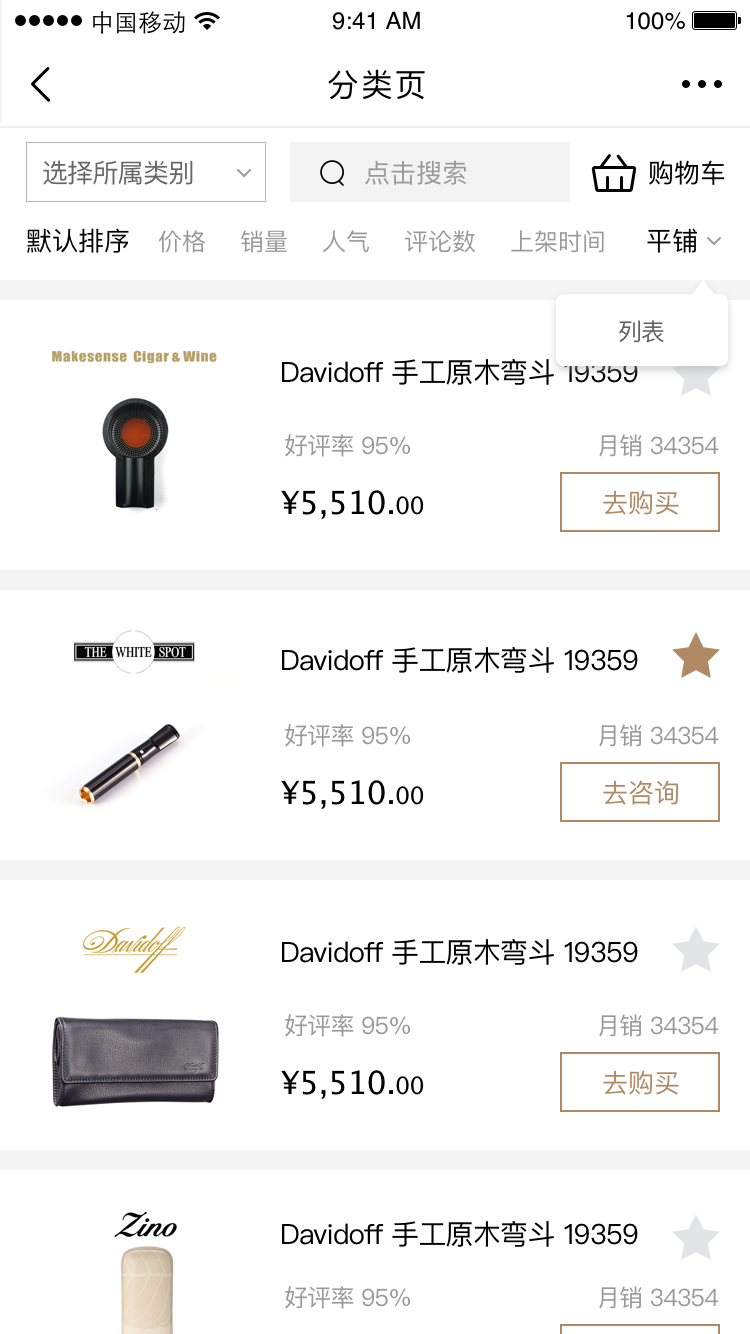 中国移动 9:41 AM 100%
分类页
选择所属类别 点击搜索 购物车
默认排序 价格 销量 人气 评论数 上架时间 平铺
列表
Makesense Cigar & Wine
Davidoff 手工原木弯斗 19359
好评率 95% 月销 34354
¥5,510.00 去购买
THE WHITE SPOT
Davidoff 手工原木弯斗 19359
好评率 95% 月销 34354
¥5,510.00 去咨询
Davidoff
Davidoff 手工原木弯斗 19359
好评率 95% 月销 34354
¥5,510.00 去购买
Zino
Davidoff 手工原木弯斗 19359
好评率 95% 月销 34354